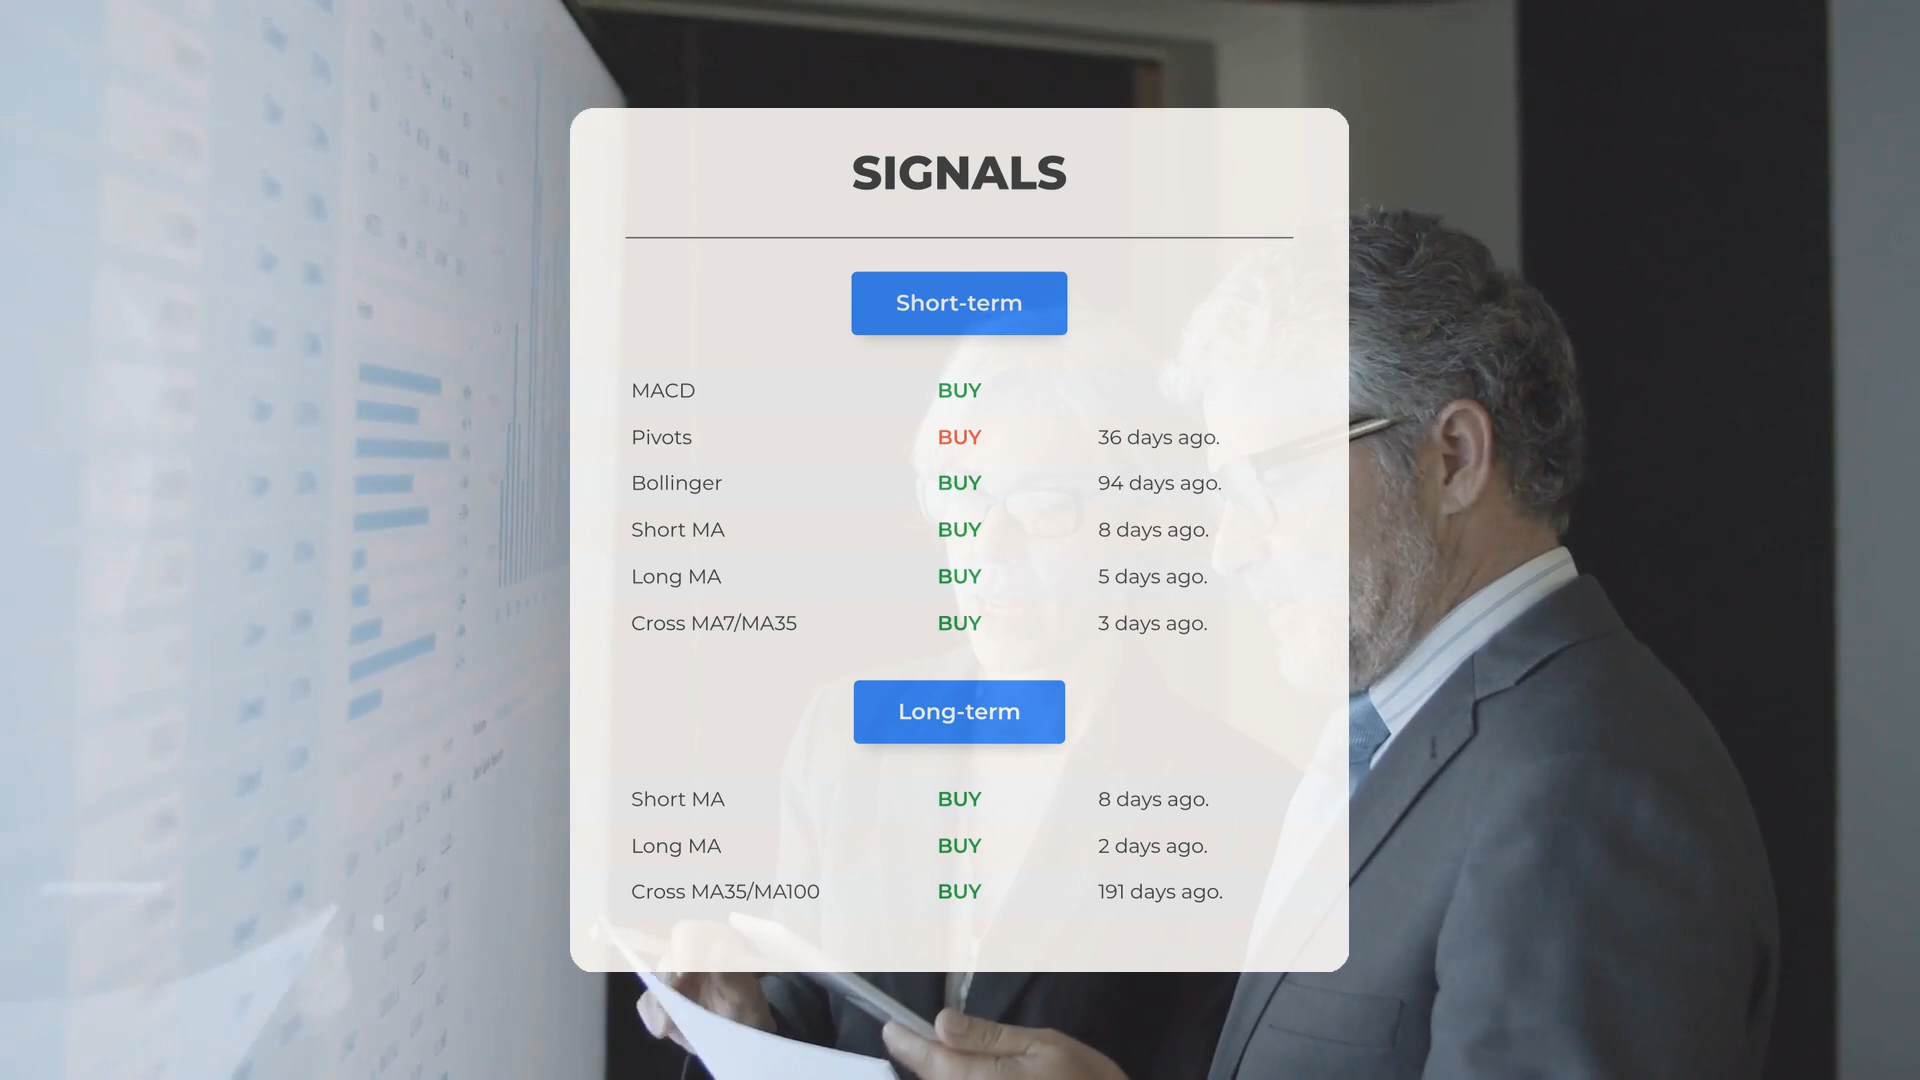 SIGNALS
Short-term
MACD BUY
Pivots BUY 36 days ago.
Bollinger BUY 94 days ago.
Short MA BUY 8 days ago.
Long MA BUY 5 days ago.
Cross MA7/MA35 BUY 3 days ago.
Long-term
Short MA BUY 8 days ago.
Long MA BUY 2 days ago.
Cross MA35/MA100 BUY 191 days ago.